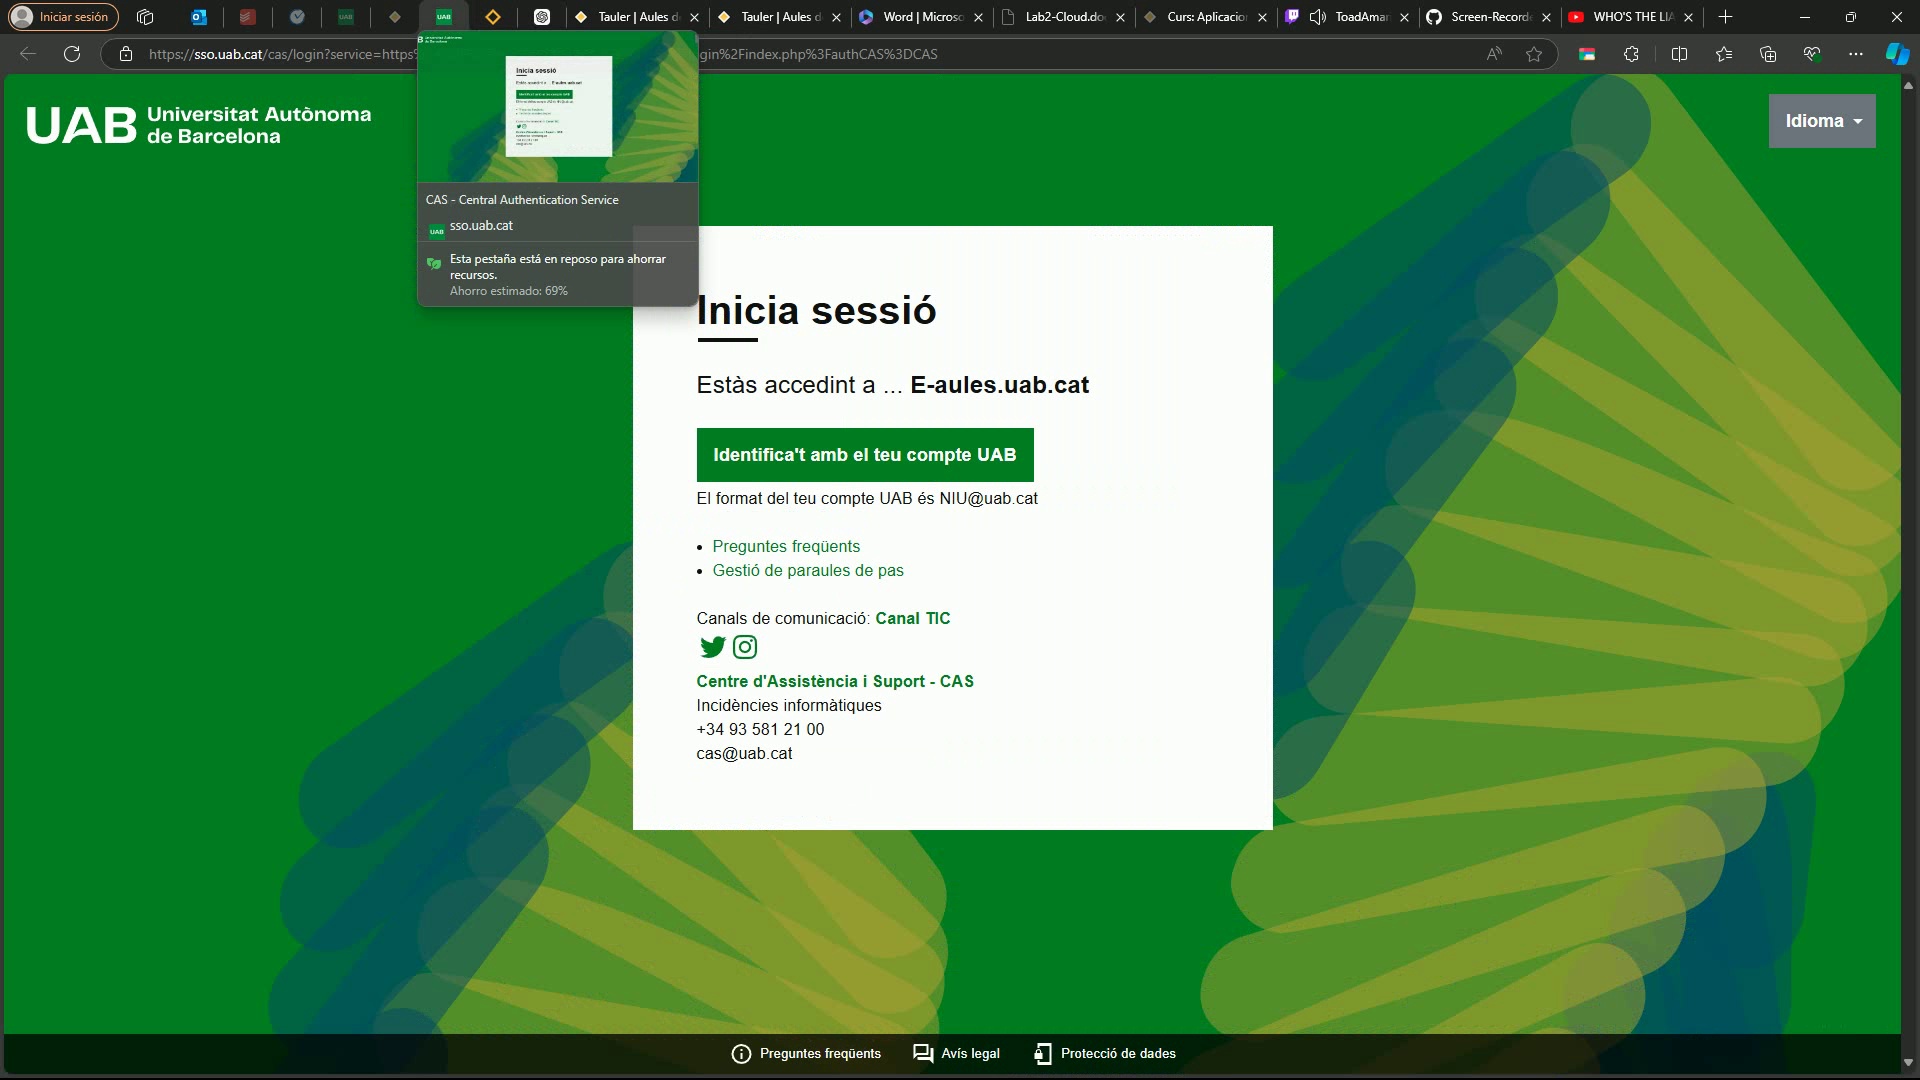 Iniciar sesión
Tauler | Aules d
Tauler | Aules d
Word | Microso
Lab2-Cloud.do
Curs: Aplicacio
ToadAmar
Screen-Recorde
WHO'S THE LIA
https://sso.uab.cat/cas/login?service=https
gin%2Findex.php%3FauthCAS%3DCAS
UAB Universitat Autònoma
de Barcelona
Idioma
Inicia sessió
CAS - Central Authentication Service
UAB
sso.uab.cat
Esta pestaña está en reposo para ahorrar
recursos.
Ahorro estimado: 69%
Inicia sessió
Estàs accedint a ... E-aules.uab.cat
Identifica't amb el teu compte UAB
El format del teu compte UAB és NIU@uab.cat
Preguntes freqüents
Gestió de paraules de pas
Canals de comunicació: Canal TIC
Centre d'Assistència i Suport - CAS
Incidències informàtiques
+34 93 581 21 00
cas@uab.cat
Preguntes freqüents
Avís legal
Protecció de dades